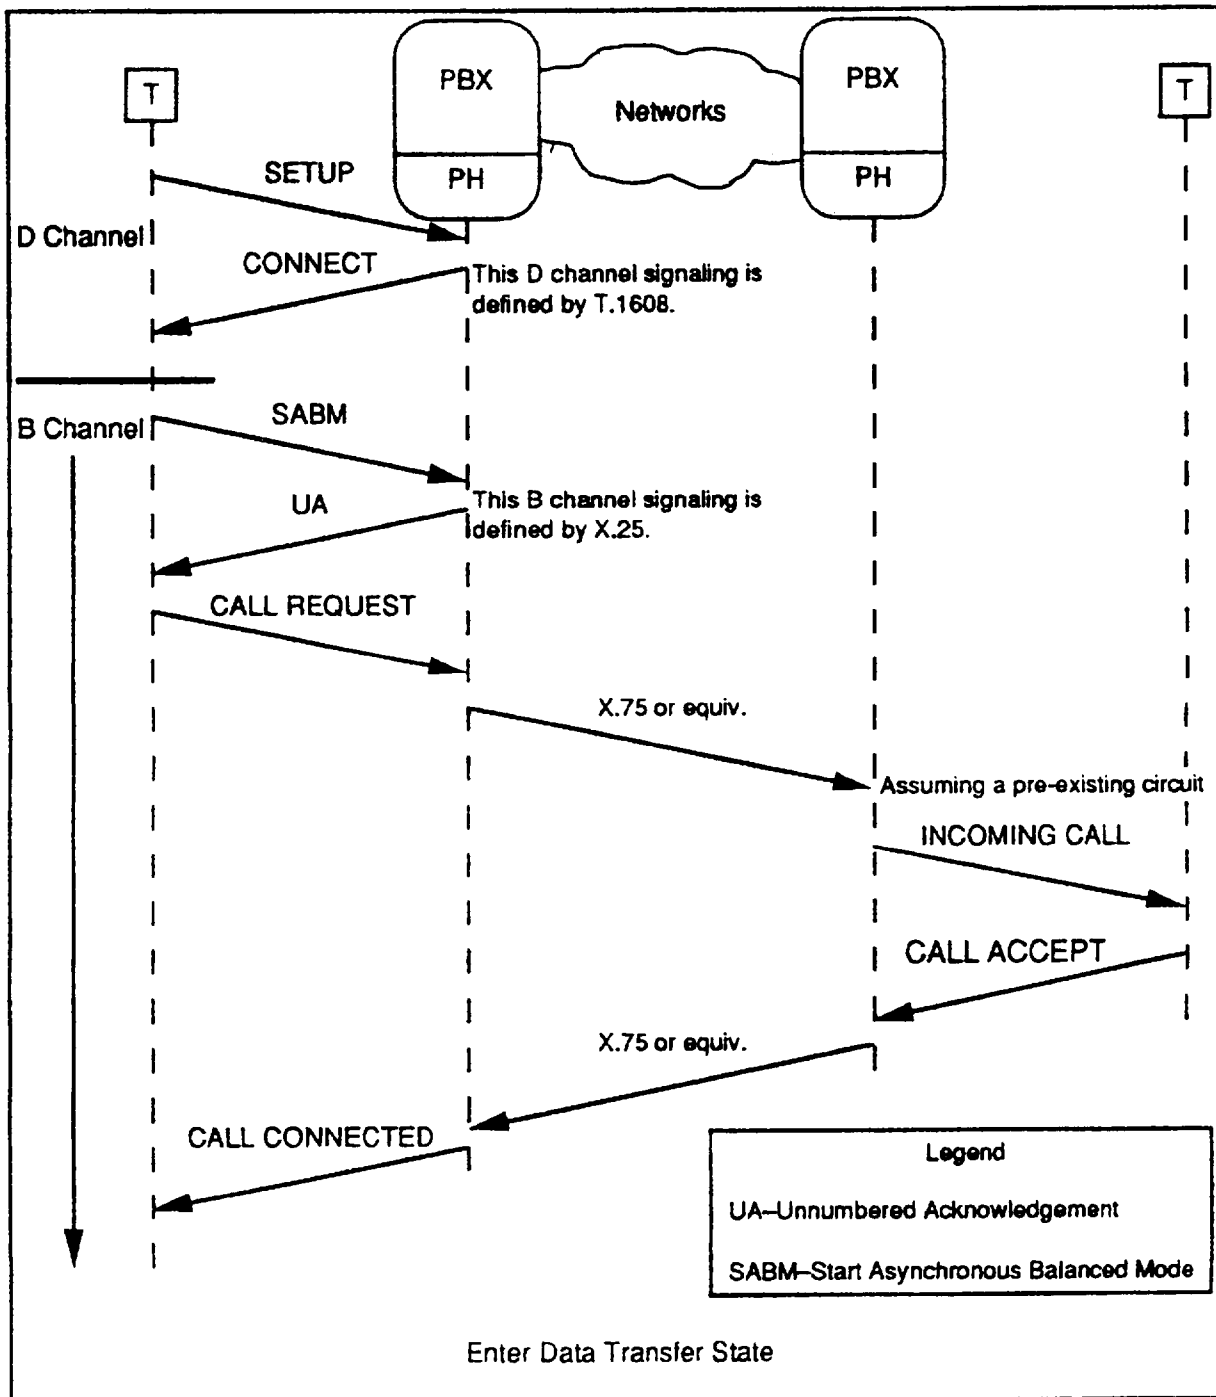 T
PBX
Networks
PBX
T
PH
PH
SETUP
D Channel
CONNECT
This D channel signaling is
defined by T.1608.
SABM
B Channel
UA
This B channel signaling is
defined by X.25.
CALL REQUEST
X.75 or equiv.
Assuming a pre-existing circuit
INCOMING CALL
CALL ACCEPT
X.75 or equiv.
CALL CONNECTED
Legend
UA–Unnumbered Acknowledgement
SABM–Start Asynchronous Balanced Mode
Enter Data Transfer State